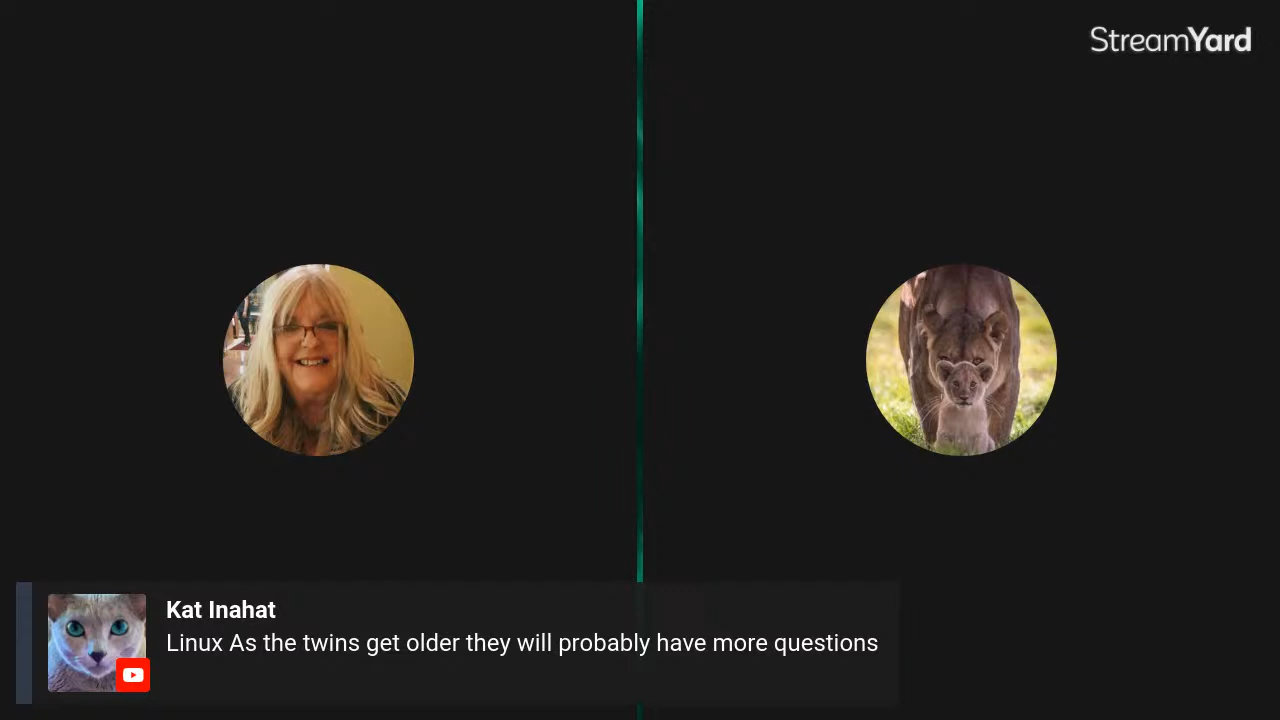 StreamYard
Kat Inahat
Linux As the twins get older they will probably have more questions